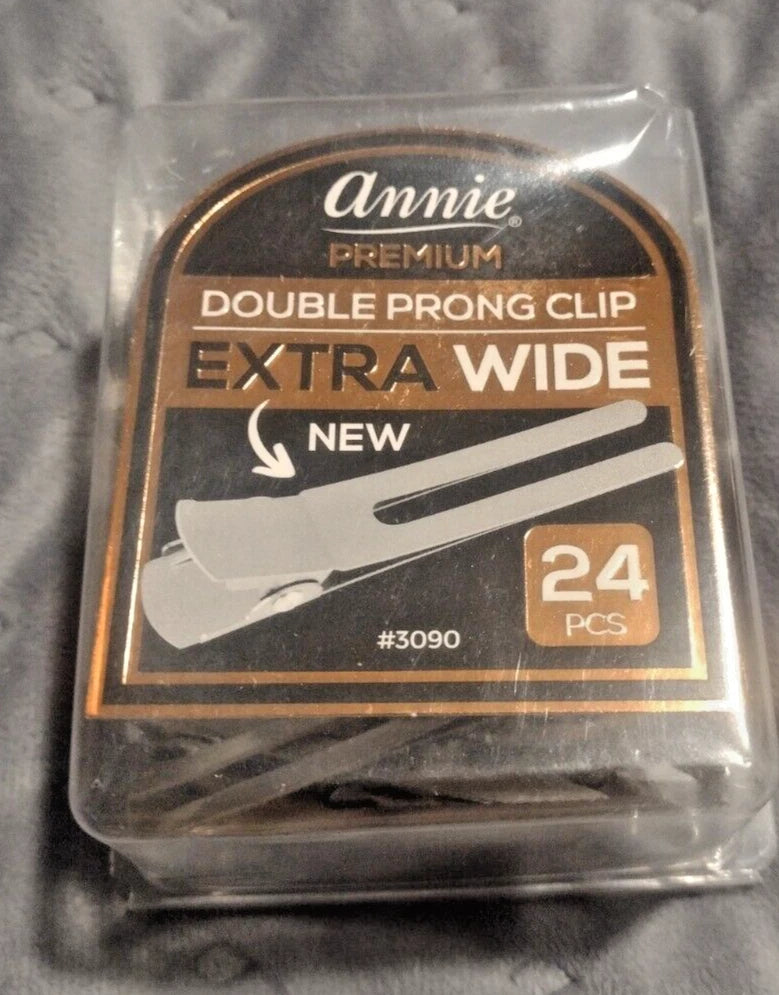 annie®
PREMIUM
DOUBLE PRONG CLIP
EXTRA WIDE
NEW
24
PCS
#3090